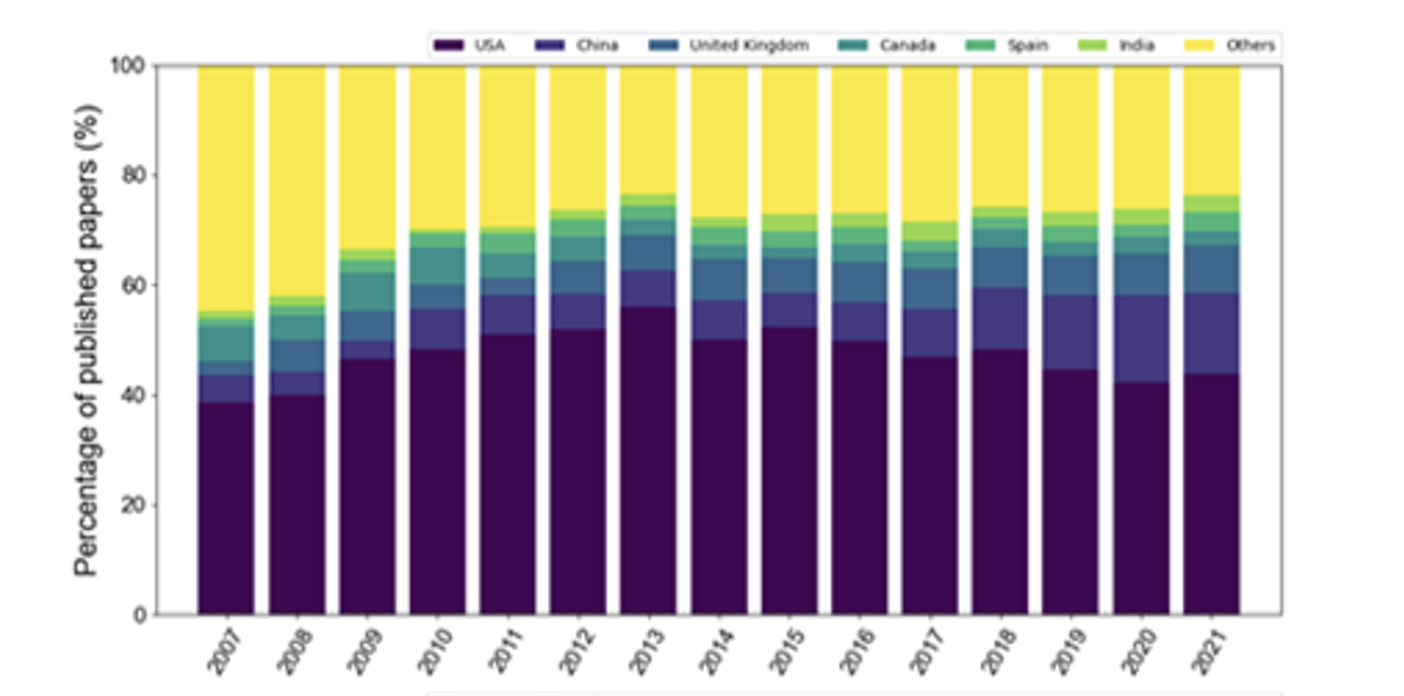 USA China United Kingdom Canada Spain India Others
Percentage of published papers (%)
100
80
60
40
20
0
2007 2008 2009 2010 2011 2012 2013 2014 2015 2016 2017 2018 2019 2020 2021